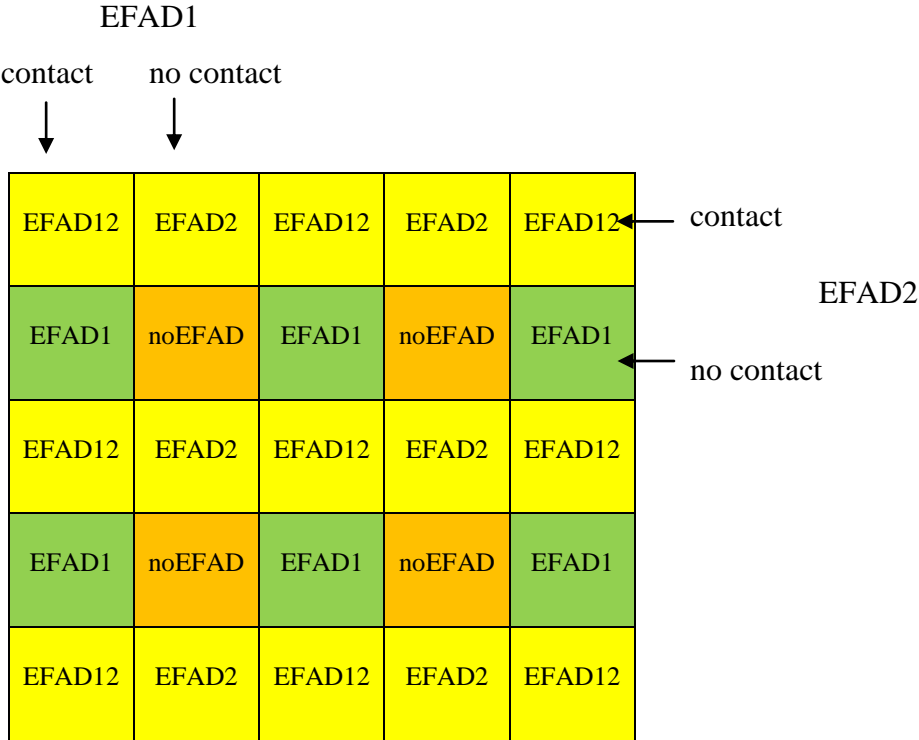 EFAD1
contact no contact
EFAD12 EFAD2 EFAD12 EFAD2 EFAD12 contact
EFAD2
EFAD1 noEFAD EFAD1 noEFAD EFAD1
no contact
EFAD12 EFAD2 EFAD12 EFAD2 EFAD12
EFAD1 noEFAD EFAD1 noEFAD EFAD1
EFAD12 EFAD2 EFAD12 EFAD2 EFAD12